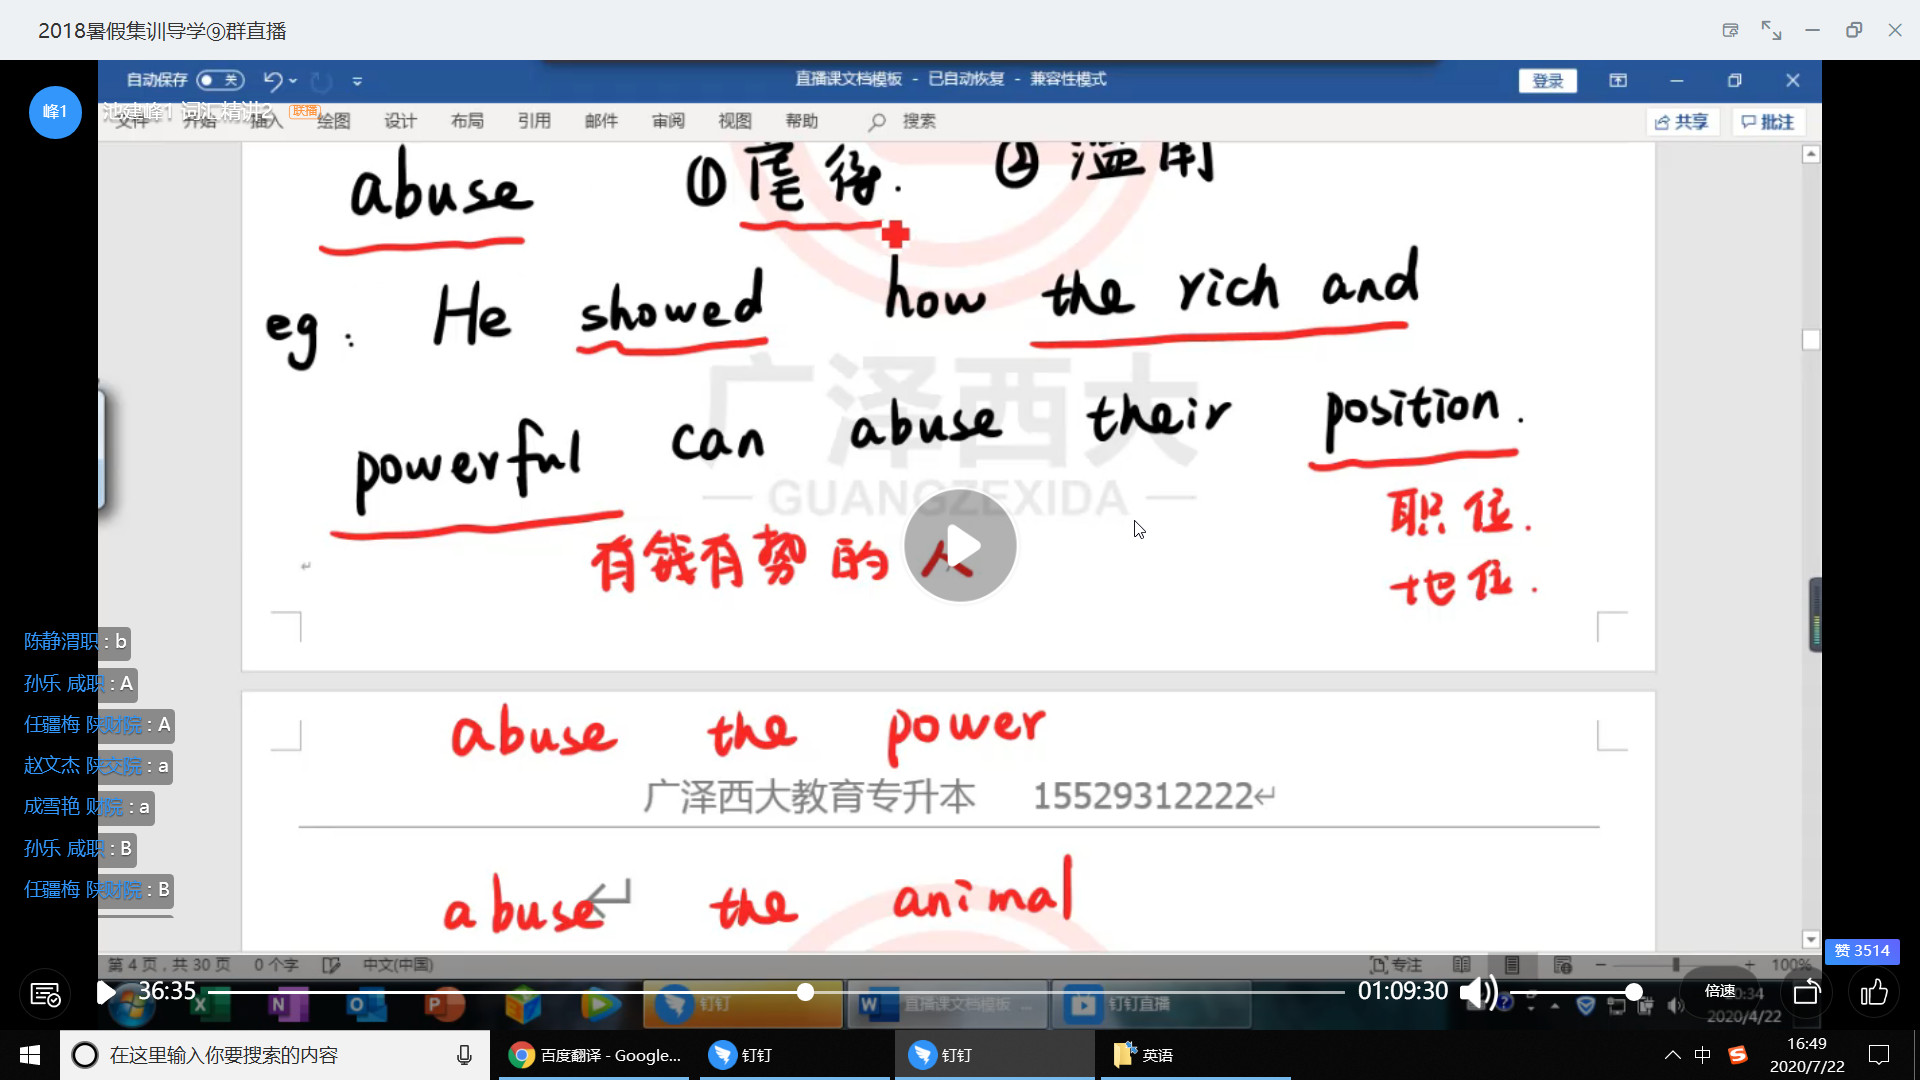 2018暑假集训导学⑨群直播
自动保存 关
直播课文档模板 - 已自动恢复 - 兼容性模式
登录
峰1
池建峰1 词汇精讲2 联播
文件 开始 插入 绘图 设计 布局 引用 邮件 审阅 视图 帮助 搜索
共享 批注
abuse ①虐待. ②滥用
eg: He showed how the rich and
powerful can abuse their position.
广泽西大
GUANGZEXIDA
有钱有势的人
职位.
地位.
陈静渭职 : b
孙乐 咸职 : A
任疆梅 陕财院 : A
赵文杰 陕交院 : a
成雪艳 财院 : a
孙乐 咸职 : B
任疆梅 陕财院 : B
abuse the power
广泽西大教育专升本 15529312222
abuse the animal
赞 3514
第 4 页，共 30 页 0 个字 中文(中国)
专注 100%
36:35
01:09:30
倍速
钉钉
直播课文档模板 ...
钉钉直播
2020/4/22
在这里输入你要搜索的内容
百度翻译 - Google...
钉钉
钉钉
英语
中
16:49
2020/7/22